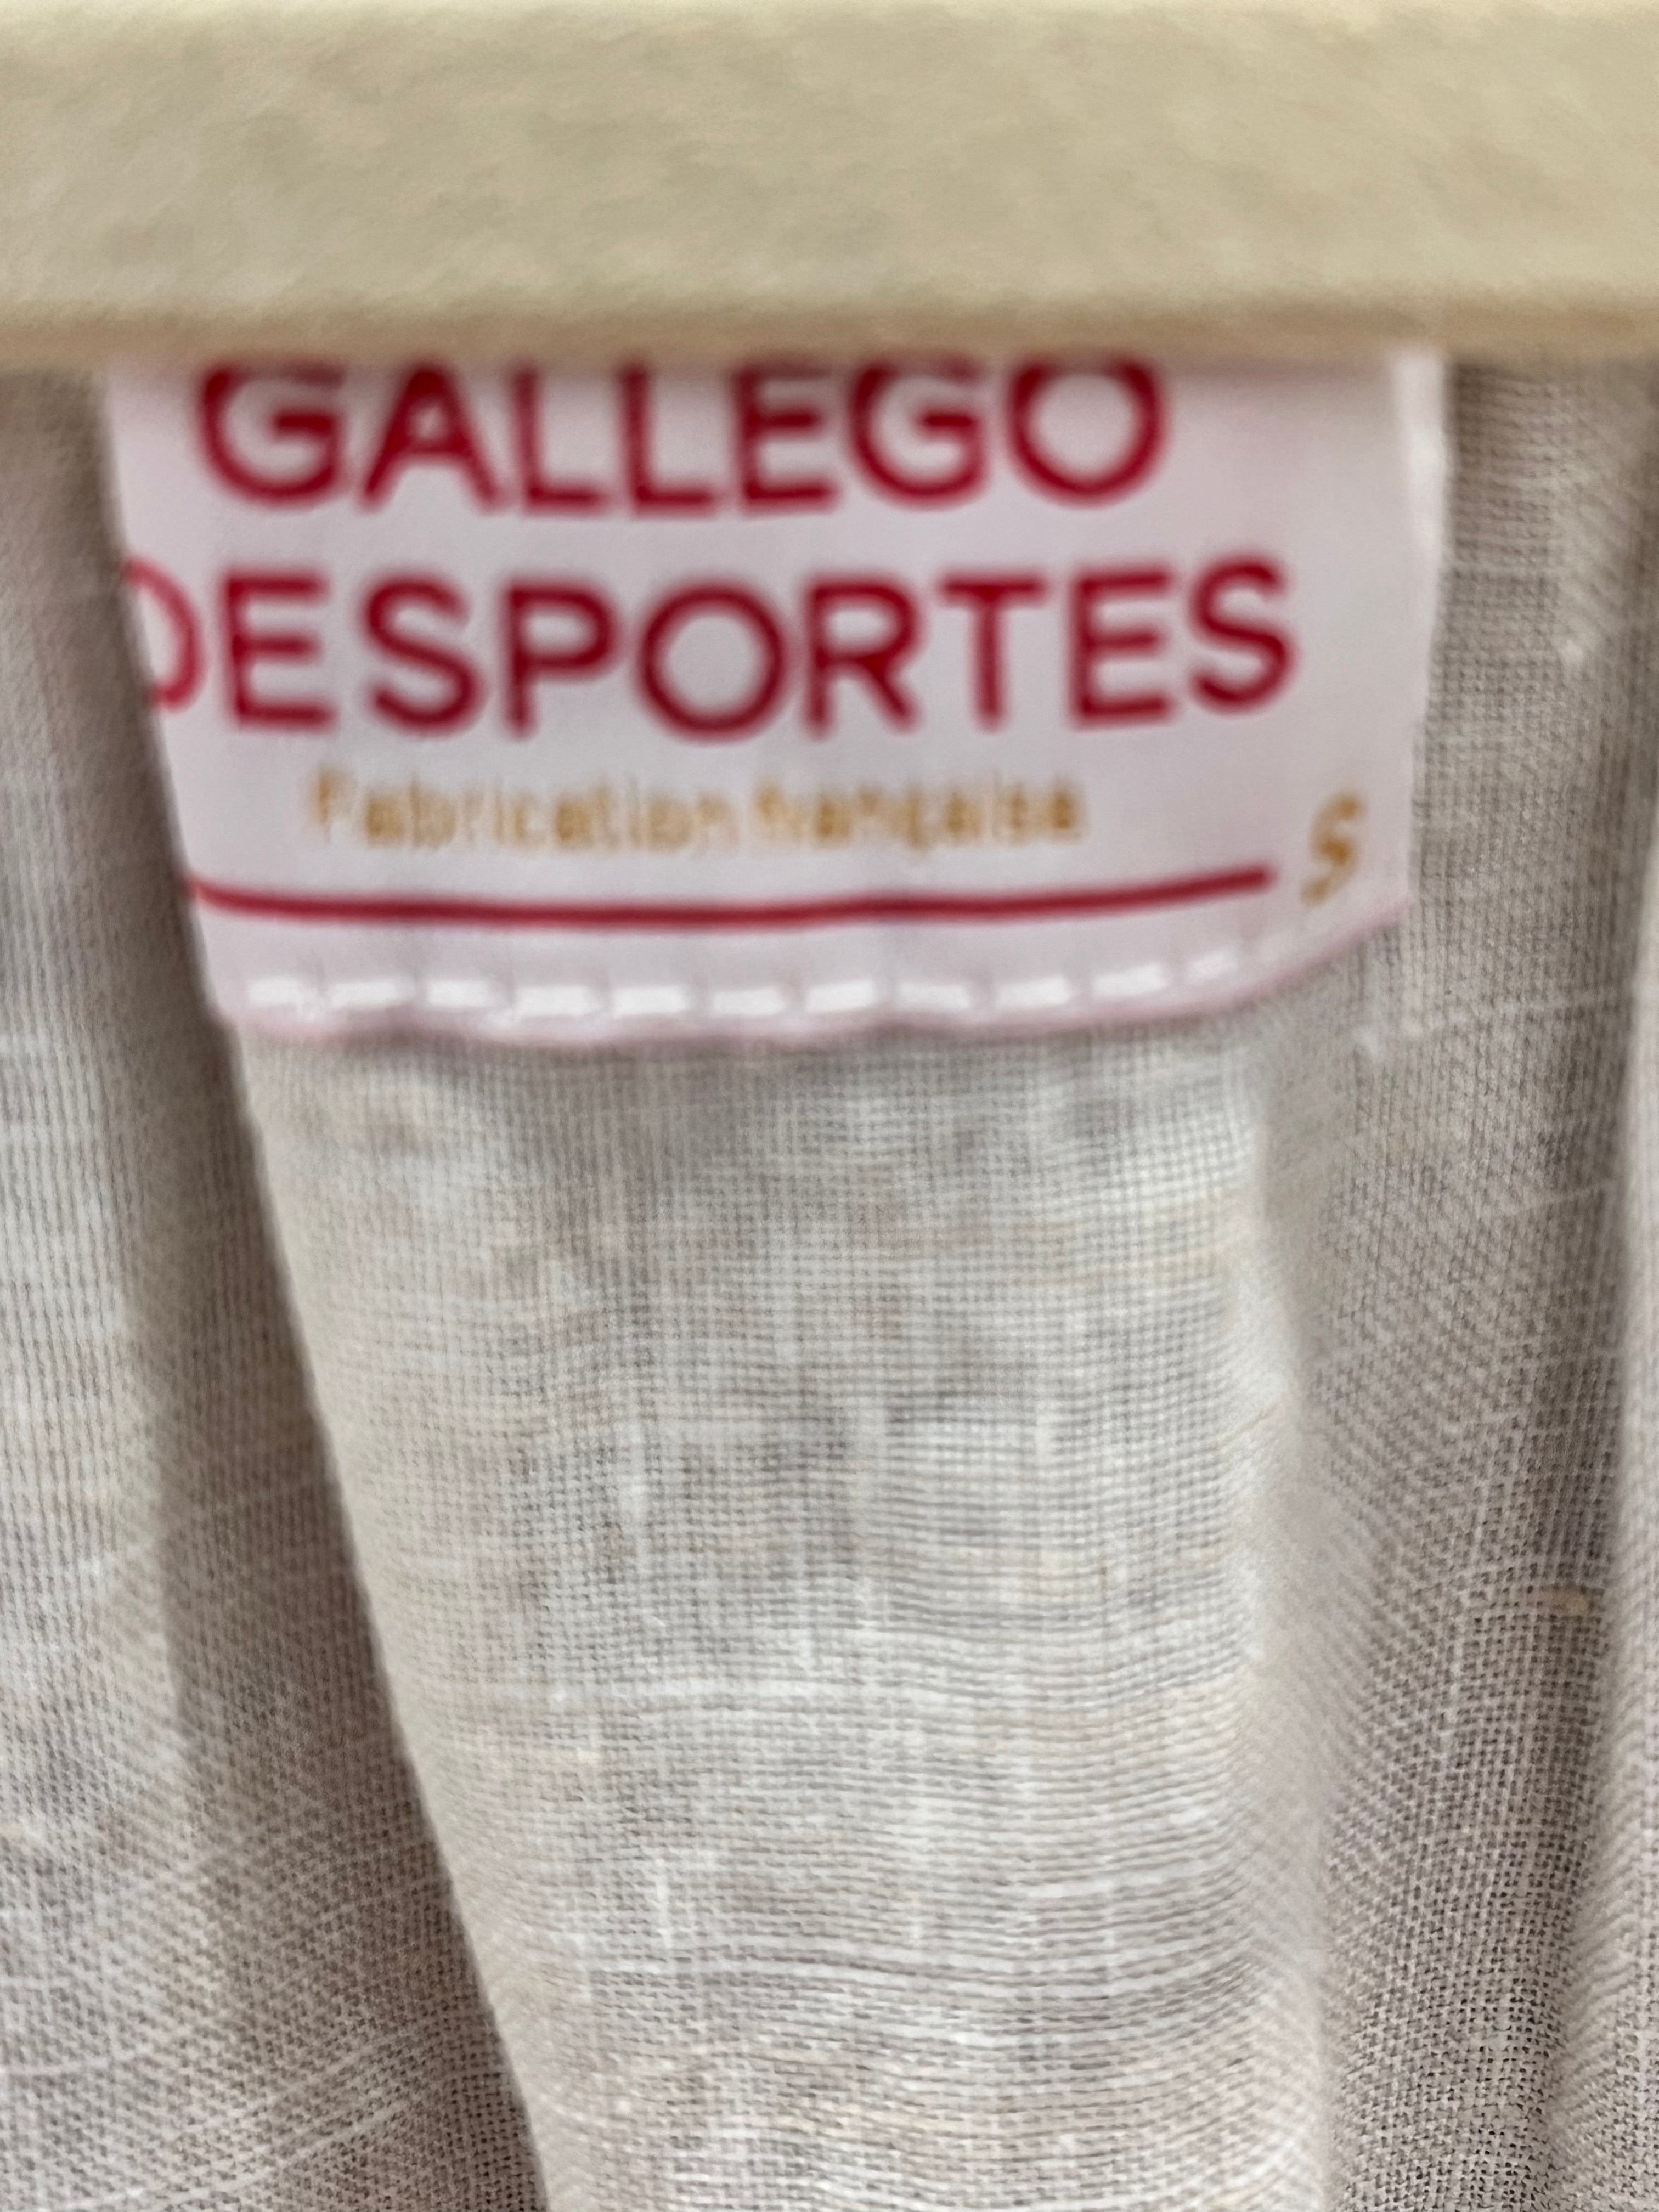 GALLEGO
DESPORTES
Fabrication française
S